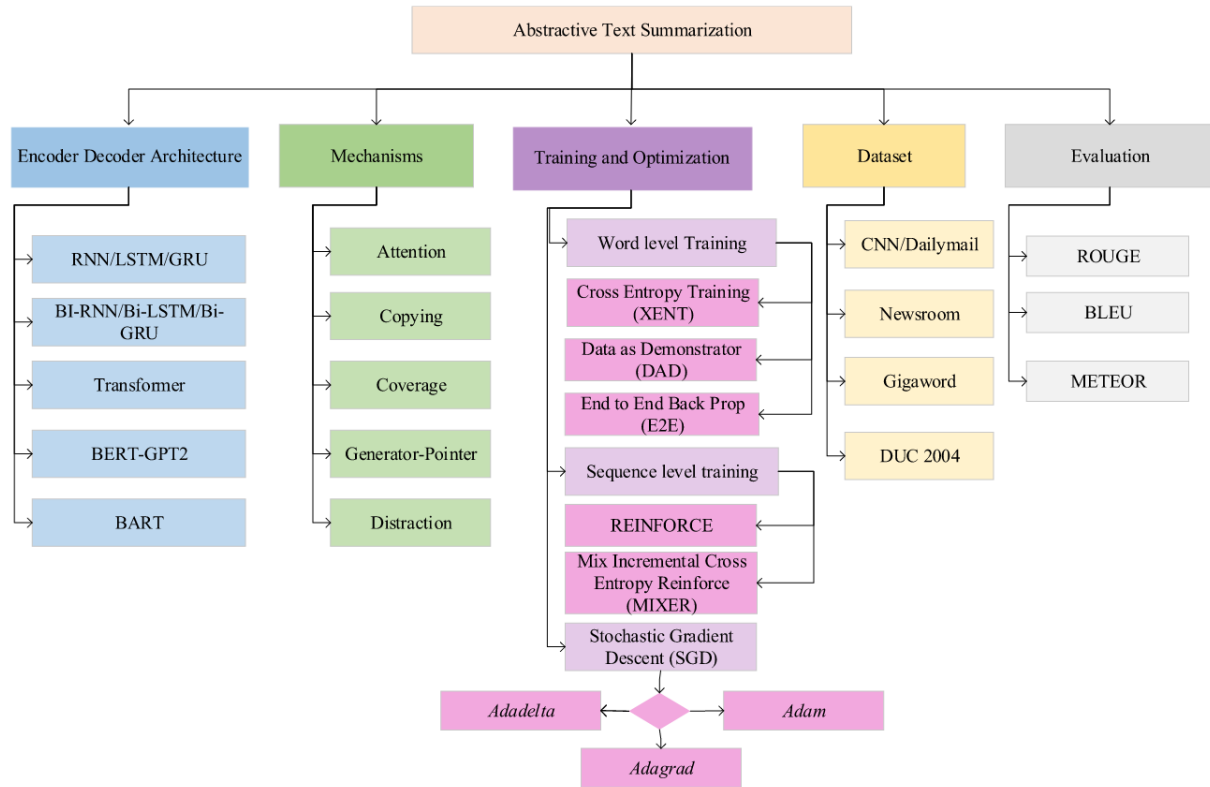 Abstractive Text Summarization
Encoder Decoder Architecture
Mechanisms
Training and Optimization
Dataset
Evaluation
RNN/LSTM/GRU
BI-RNN/Bi-LSTM/Bi-
GRU
Transformer
BERT-GPT2
BART
Attention
Copying
Coverage
Generator-Pointer
Distraction
Word level Training
Cross Entropy Training
(XENT)
Data as Demonstrator
(DAD)
End to End Back Prop
(E2E)
Sequence level training
REINFORCE
Mix Incremental Cross
Entropy Reinforce
(MIXER)
Stochastic Gradient
Descent (SGD)
Adadelta
Adam
Adagrad
CNN/Dailymail
Newsroom
Gigaword
DUC 2004
ROUGE
BLEU
METEOR